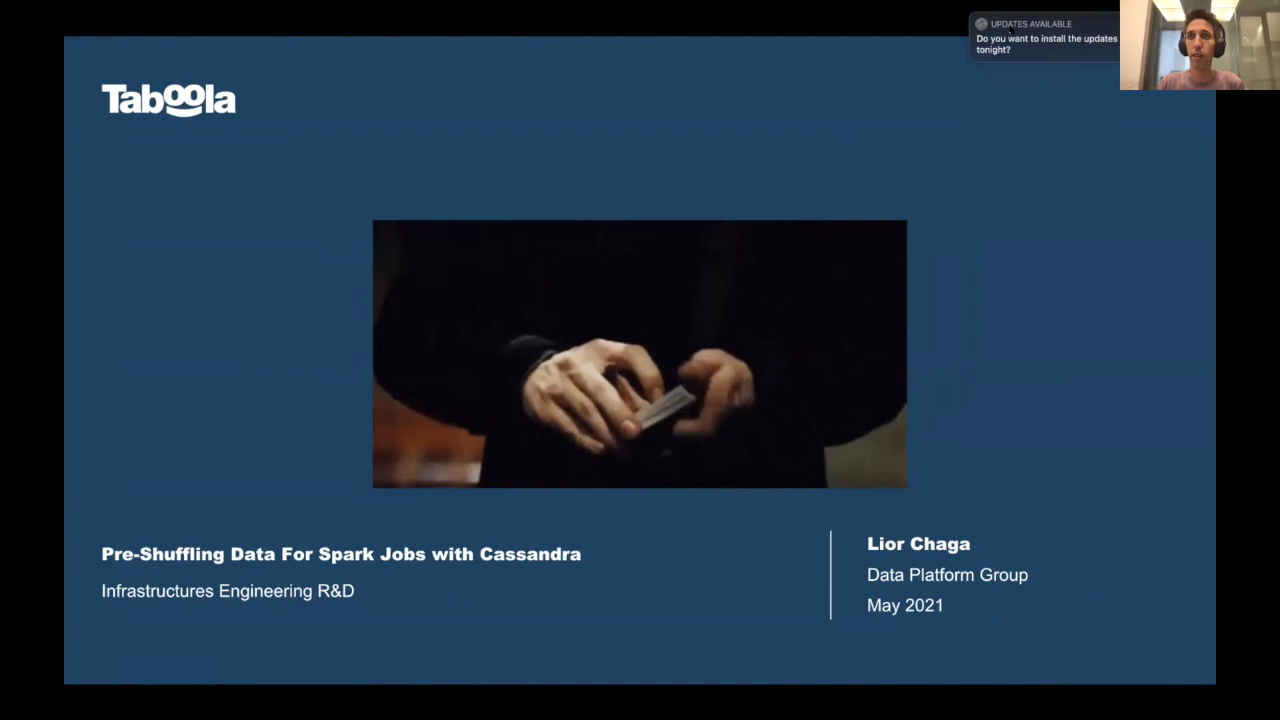 UPDATES AVAILABLE
Do you want to install the updates
tonight?
Taboola
Pre-Shuffling Data For Spark Jobs with Cassandra
Infrastructures Engineering R&D
Lior Chaga
Data Platform Group
May 2021